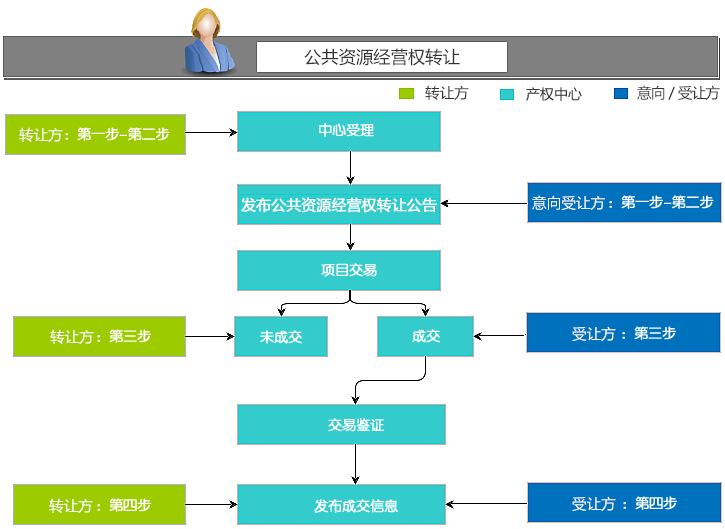 公共资源经营权转让
转让方
产权中心
意向/受让方
转让方：第一步-第二步
中心受理
发布公共资源经营权转让公告
意向受让方：第一步-第二步
项目交易
转让方：第三步
未成交
成交
受让方：第三步
交易鉴证
转让方：第四步
发布成交信息
受让方：第四步